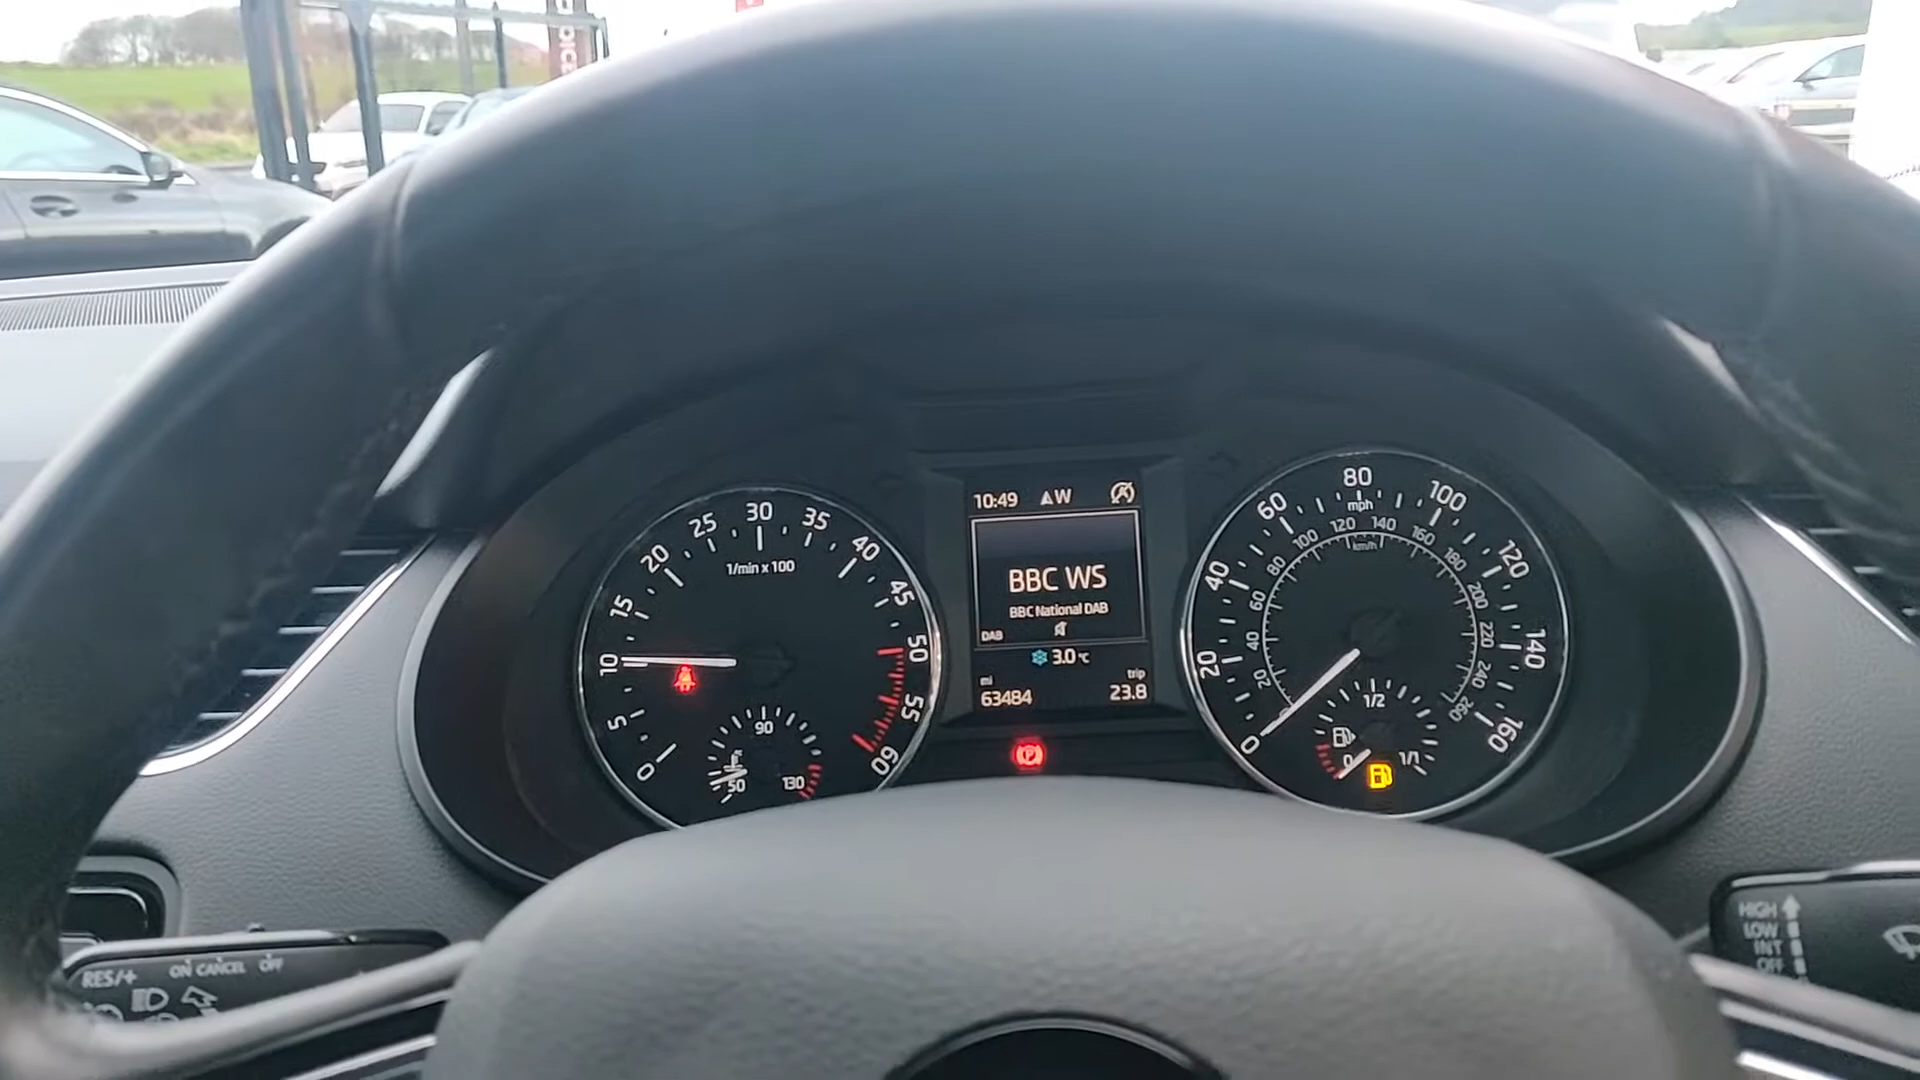 10:49 W
BBC WS
BBC National DAB
DAB
3.0 °C
mi
trip
63484
23.8
0
5
10
15
20
25
30
35
40
45
50
55
60
1/min x 100
50
90
130
0
20
40
60
80
100
120
140
160
mph
20
40
60
80
100
120
140
160
180
200
220
240
260
km/h
0
1/2
1/1
P
RES/+
ON CANCEL OFF
HIGH
LOW
INT
OFF